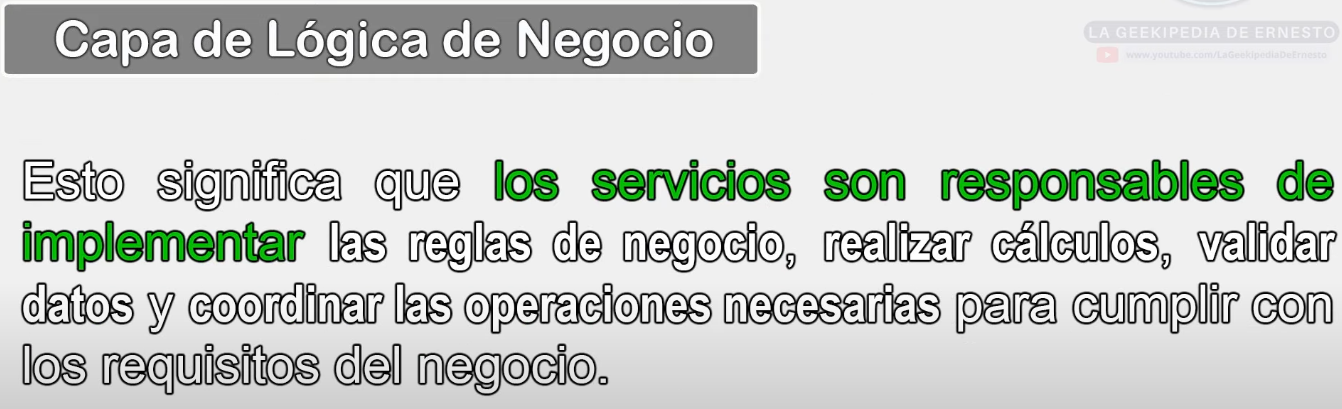 Capa de Lógica de Negocio
LA GEEKIPEDIA DE ERNESTO
www.youtube.com/LaGeekipediaDeErnesto
Esto significa que los servicios son responsables de
implementar las reglas de negocio, realizar cálculos, validar
datos y coordinar las operaciones necesarias para cumplir con
los requisitos del negocio.